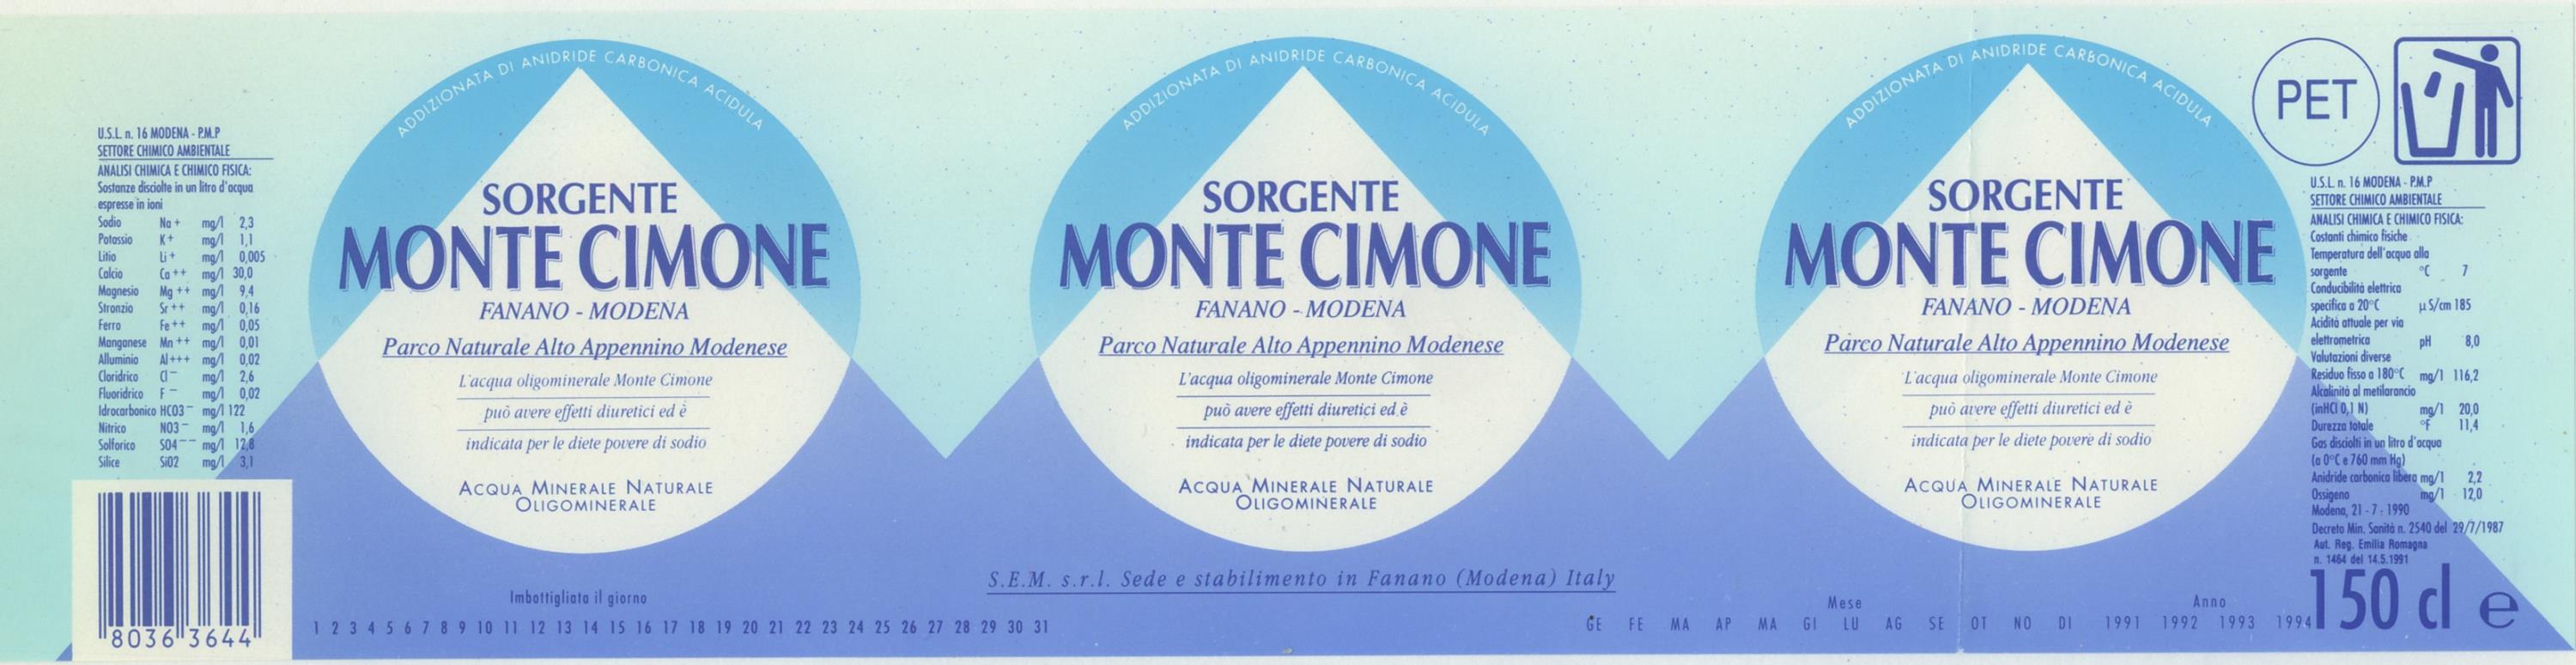 U.S.L. n. 16 MODENA - P.M.P
SETTORE CHIMICO AMBIENTALE
ANALISI CHIMICA E CHIMICO FISICA:
Sostanze disciolte in un litro d'acqua
espresse in ioni
Sodio Na + mg/l 2,3
Potassio K + mg/l 1,1
Litio Li + mg/l 0,005
Calcio Ca ++ mg/l 30,0
Magnesio Mg ++ mg/l 9,4
Stronzio Sr ++ mg/l 0,16
Ferro Fe ++ mg/l 0,05
Manganese Mn ++ mg/l 0,01
Alluminio Al +++ mg/l 0,02
Cloridrico Cl − mg/l 2,6
Fluoridrico F − mg/l 0,02
Idrocarbonico HCO3 − mg/l 122
Nitrico NO3 − mg/l 1,6
Solforico SO4 − − mg/l 12,8
Silice SiO2 mg/l 3,1
80363644
ADDIZIONATA DI ANIDRIDE CARBONICA ACIDULA
SORGENTE
MONTE CIMONE
FANANO - MODENA
Parco Naturale Alto Appennino Modenese
L'acqua oligominerale Monte Cimone
può avere effetti diuretici ed è
indicata per le diete povere di sodio
ACQUA MINERALE NATURALE
OLIGOMINERALE
Imbottigliata il giorno
1 2 3 4 5 6 7 8 9 10 11 12 13 14 15 16 17 18 19 20 21 22 23 24 25 26 27 28 29 30 31
ADDIZIONATA DI ANIDRIDE CARBONICA ACIDULA
SORGENTE
MONTE CIMONE
FANANO - MODENA
Parco Naturale Alto Appennino Modenese
L'acqua oligominerale Monte Cimone
può avere effetti diuretici ed è
indicata per le diete povere di sodio
ACQUA MINERALE NATURALE
OLIGOMINERALE
S.E.M. s.r.l. Sede e stabilimento in Fanano (Modena) Italy
ADDIZIONATA DI ANIDRIDE CARBONICA ACIDULA
SORGENTE
MONTE CIMONE
FANANO - MODENA
Parco Naturale Alto Appennino Modenese
L'acqua oligominerale Monte Cimone
può avere effetti diuretici ed è
indicata per le diete povere di sodio
ACQUA MINERALE NATURALE
OLIGOMINERALE
Mese Anno
GE FE MA AP MA GI LU AG SE OT NO DI 1991 1992 1993 1994
PET
U.S.L. n. 16 MODENA - P.M.P
SETTORE CHIMICO AMBIENTALE
ANALISI CHIMICA E CHIMICO FISICA:
Costanti chimico fisiche
Temperatura dell'acqua alla
sorgente °C 7
Conducibilità elettrica
specifica a 20°C µ S/cm 185
Acidità attuale per via
elettrometrica pH 8,0
Valutazioni diverse
Residuo fisso a 180°C mg/l 116,2
Alcalinità al metilarancio
(inHCl 0,1 N) mg/l 20,0
Durezza totale °F 11,4
Gas disciolti in un litro d'acqua
(a 0°C e 760 mm Hg)
Anidride carbonica libera mg/l 2,2
Ossigeno mg/l 12,0
Modena, 21 - 7 - 1990
Decreto Min. Sanità n. 2540 del 29/7/1987
Aut. Reg. Emilia Romagna
n. 1464 del 14.5.1991
150 cl e